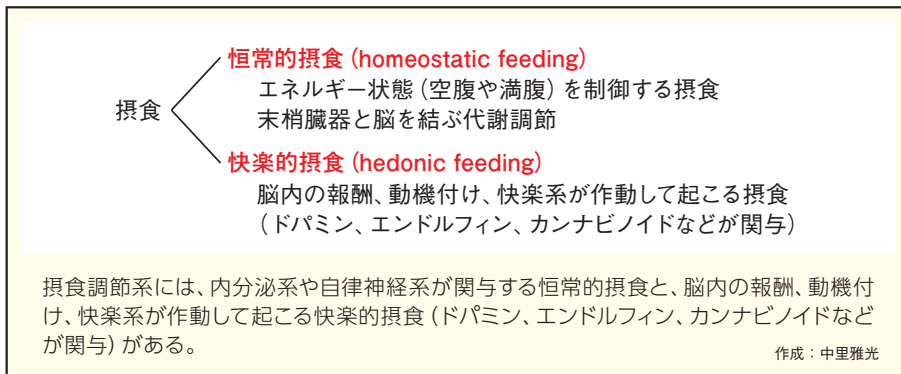 恒常的摂食(homeostatic feeding)
エネルギー状態(空腹や満腹)を制御する摂食
末梢臓器と脳を結ぶ代謝調節
摂食
快楽的摂食(hedonic feeding)
脳内の報酬、動機付け、快楽系が作動して起こる摂食
(ドパミン、エンドルフィン、カンナビノイドなどが関与)
摂食調節系には、内分泌系や自律神経系が関与する恒常的摂食と、脳内の報酬、動機付
け、快楽系が作動して起こる快楽的摂食(ドパミン、エンドルフィン、カンナビノイドなど
が関与)がある。
作成:中里雅光